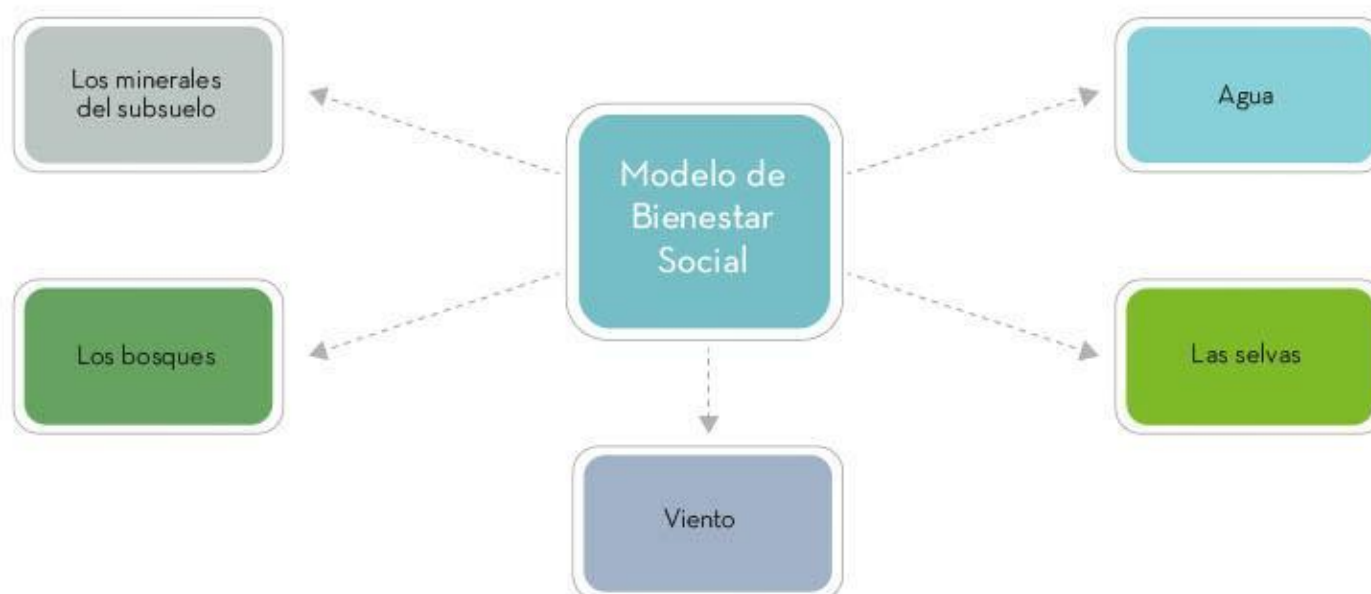 Los minerales
del subsuelo
Agua
Modelo de
Bienestar
Social
Los bosques
Las selvas
Viento